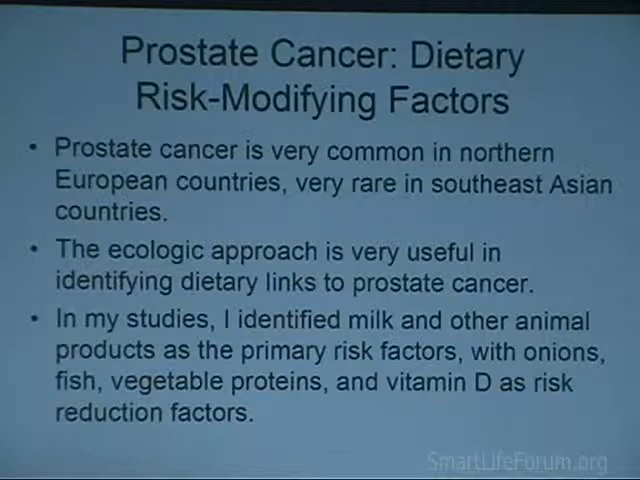 Prostate Cancer: Dietary
Risk-Modifying Factors
• Prostate cancer is very common in northern
European countries, very rare in southeast Asian
countries.
• The ecologic approach is very useful in
identifying dietary links to prostate cancer.
• In my studies, I identified milk and other animal
products as the primary risk factors, with onions,
fish, vegetable proteins, and vitamin D as risk
reduction factors.
SmartLifeForum.org